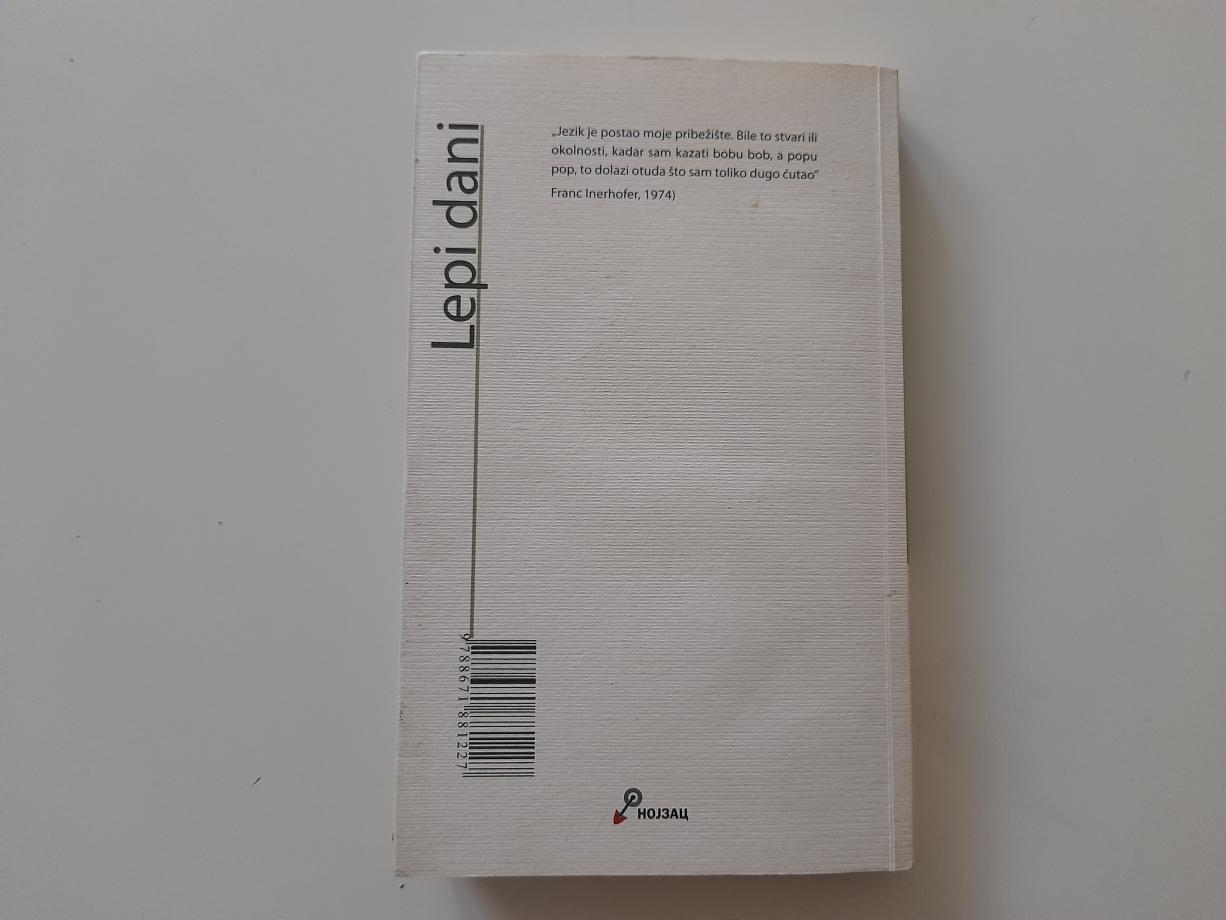 Lepi dani
„Jezik je postao moje pribežište. Bile to stvari ili
okolnosti, kadar sam kazati bobu bob, a popu
pop, to dolazi otuda što sam toliko dugo ćutao“
Franc Inerhofer, 1974)
9788671881227
НОЈЗАЦ